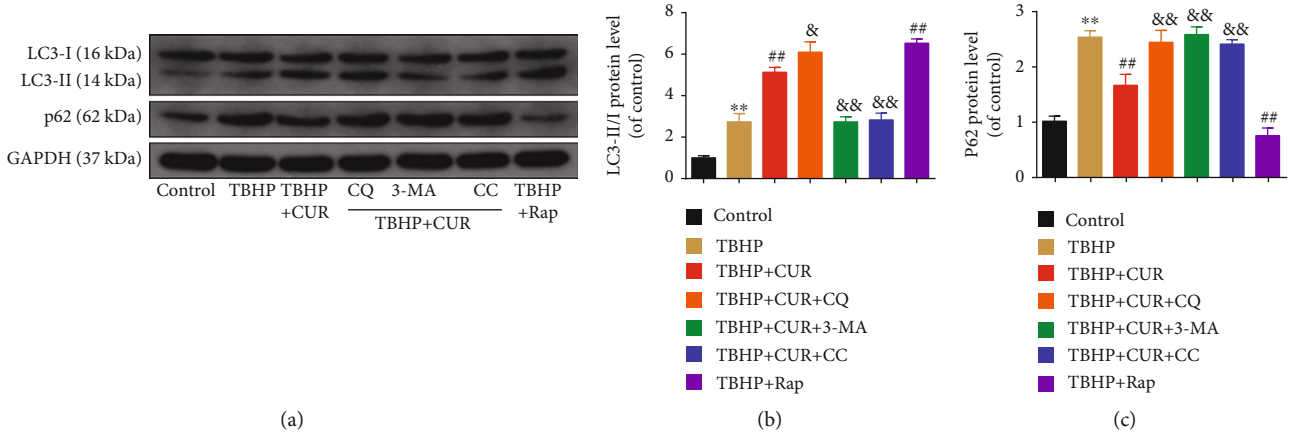 LC3-I (16 kDa)
LC3-II (14 kDa)
p62 (62 kDa)
GAPDH (37 kDa)
Control
TBHP
TBHP
+CUR
CQ
3-MA
CC
TBHP+CUR
TBHP
+Rap
(a)
LC3-II/I protein level
(of control)
8
6
4
2
0
**
##
&
&&
&&
##
Control
TBHP
TBHP+CUR
TBHP+CUR+CQ
TBHP+CUR+3-MA
TBHP+CUR+CC
TBHP+Rap
(b)
P62 protein level
(of control)
3
2
1
0
**
##
&&
&&
&&
##
Control
TBHP
TBHP+CUR
TBHP+CUR+CQ
TBHP+CUR+3-MA
TBHP+CUR+CC
TBHP+Rap
(c)